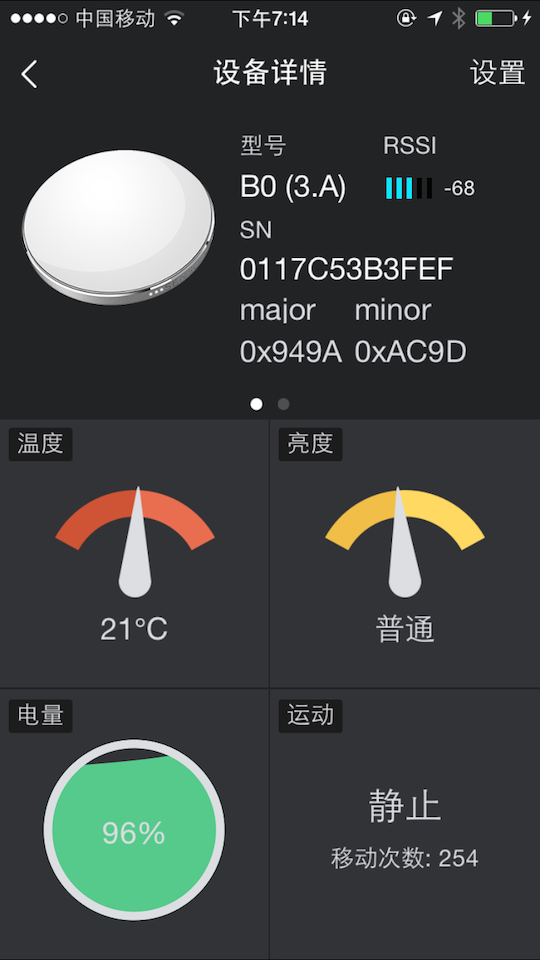 中国移动 下午7:14
设备详情 设置
型号 RSSI
B0 (3.A) -68
SN
0117C53B3FEF
major minor
0x949A 0xAC9D
温度 亮度
21°C 普通
电量 运动
96% 静止
移动次数: 254